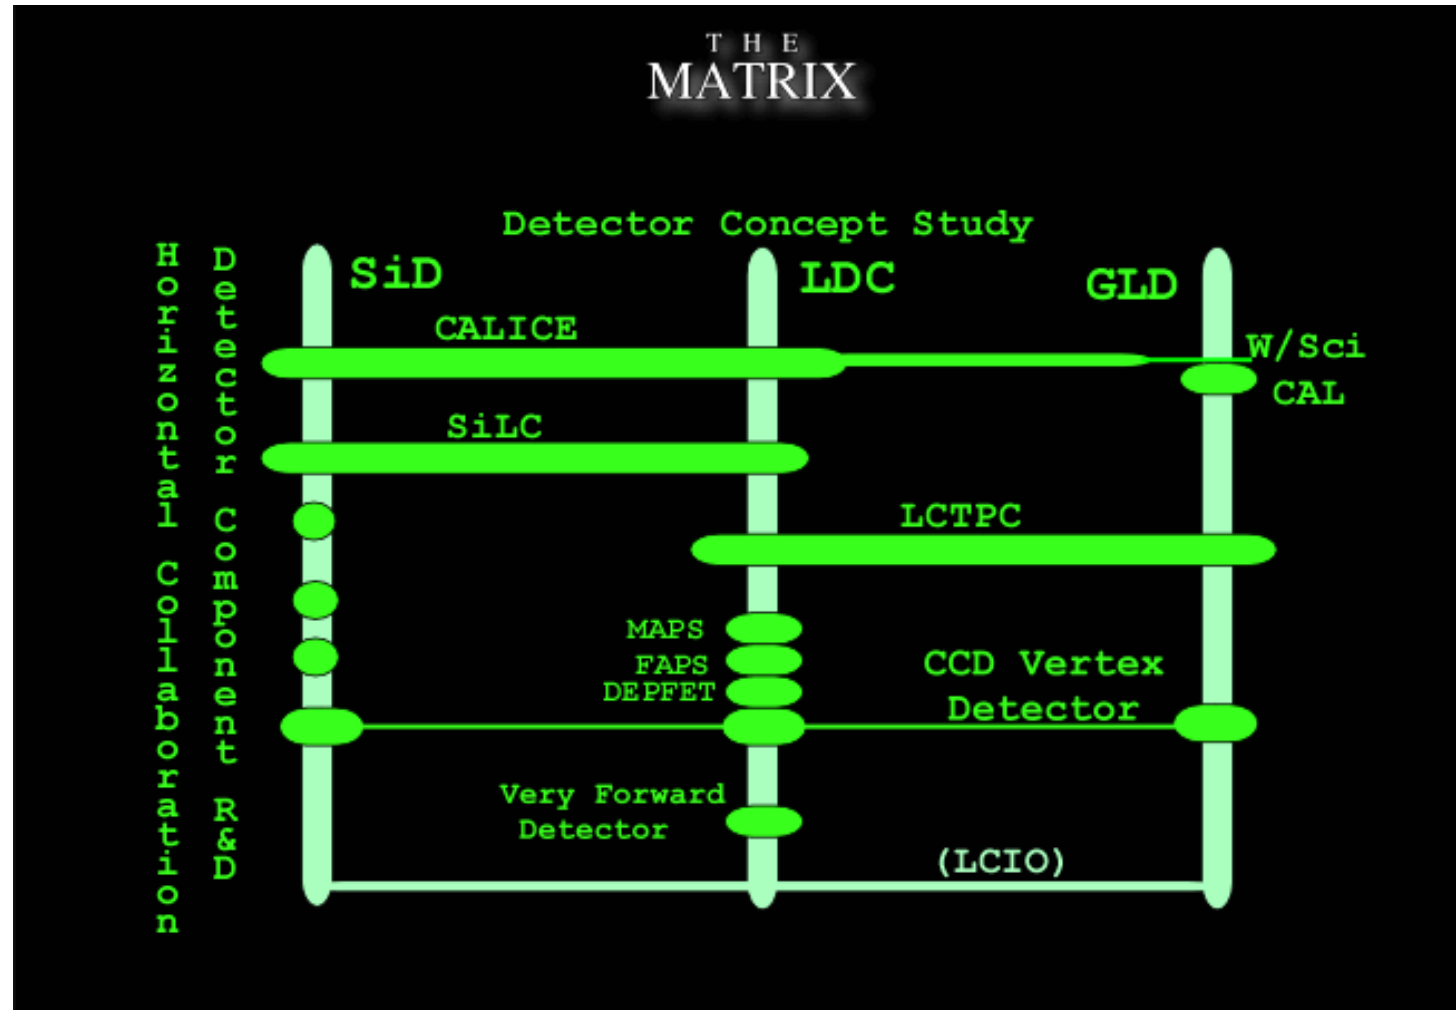 THE
MATRIX
Detector Concept Study
Horizontal Collaboration
Detector Component R&D
SiD
LDC
GLD
CALICE
W/Sci
CAL
SiLC
LCTPC
MAPS
FAPS
DEPFET
CCD Vertex
Detector
Very Forward
Detector
(LCIO)